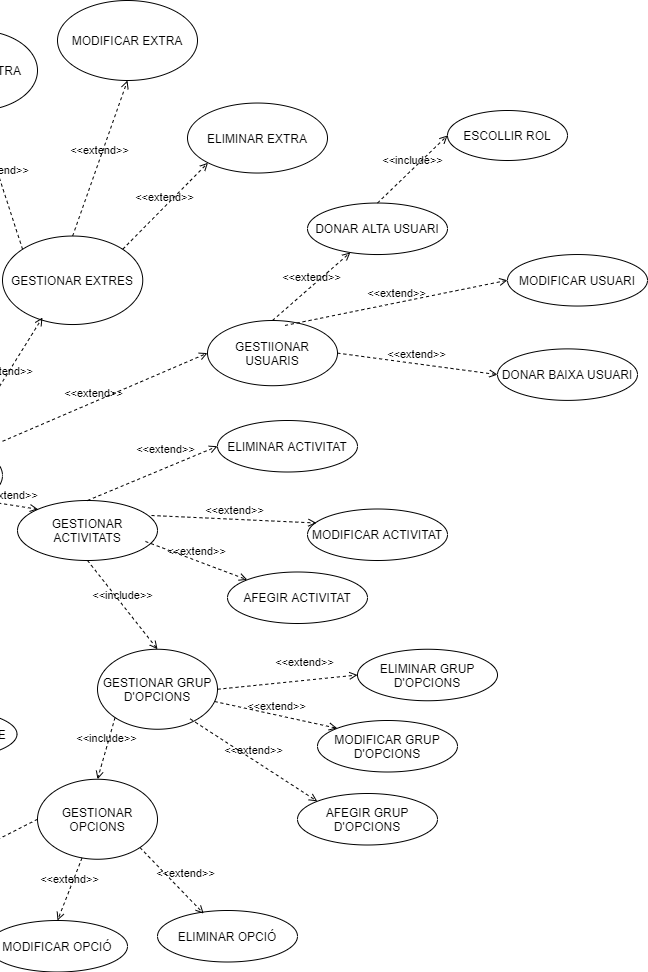 MODIFICAR EXTRA
TRA
<<extend>>
end>>
ELIMINAR EXTRA
<<extend>>
ESCOLLIR ROL
<<include>>
DONAR ALTA USUARI
GESTIONAR EXTRES
<<extend>>
MODIFICAR USUARI
<<extend>>
GESTIIONAR
USUARIS
<<extend>>
DONAR BAIXA USUARI
tend>>
<<extend>>
ELIMINAR ACTIVITAT
<<extend>>
xtend>>
<<extend>>
GESTIONAR
ACTIVITATS
MODIFICAR ACTIVITAT
<<extend>>
AFEGIR ACTIVITAT
<<include>>
<<extend>>
ELIMINAR GRUP
D'OPCIONS
GESTIONAR GRUP
D'OPCIONS
<<extend>>
E
<<include>>
<<extend>>
MODIFICAR GRUP
D'OPCIONS
GESTIONAR
OPCIONS
AFEGIR GRUP
D'OPCIONS
<<extend>>
<<extend>>
MODIFICAR OPCIÓ
ELIMINAR OPCIÓ